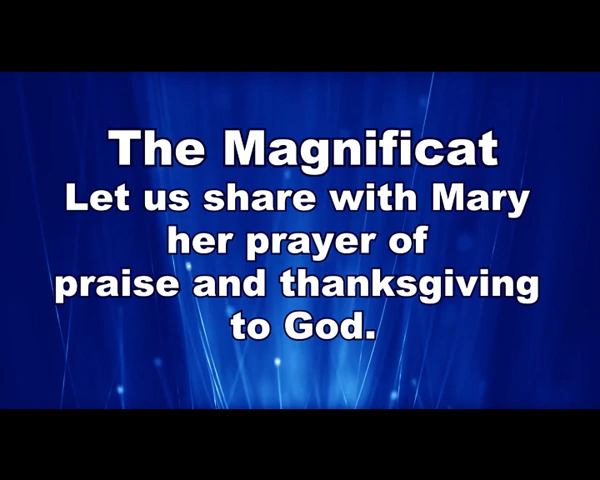 The Magnificat
Let us share with Mary
her prayer of
praise and thanksgiving
to God.